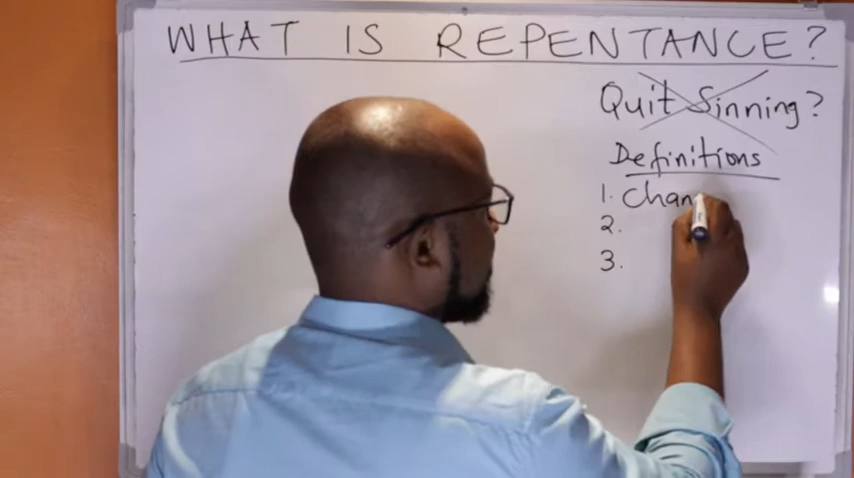 WHAT IS REPENTANCE?
Quit Sinning?
Definitions
1. Chan
2.
3.